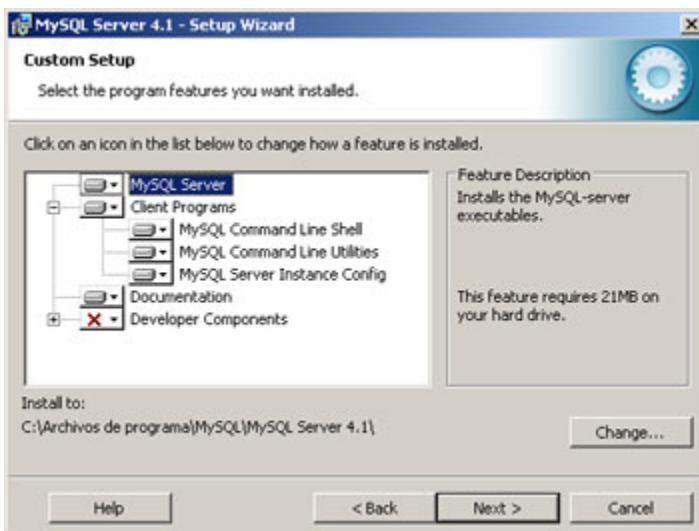 MySQL Server 4.1 - Setup Wizard
Custom Setup
Select the program features you want installed.
Click on an icon in the list below to change how a feature is installed.
MySQL Server
Client Programs
MySQL Command Line Shell
MySQL Command Line Utilities
MySQL Server Instance Config
Documentation
Developer Components
Feature Description
Installs the MySQL-server
executables.
This feature requires 21MB on
your hard drive.
Install to:
C:\Archivos de programa\MySQL\MySQL Server 4.1\
Change...
Help
< Back
Next >
Cancel